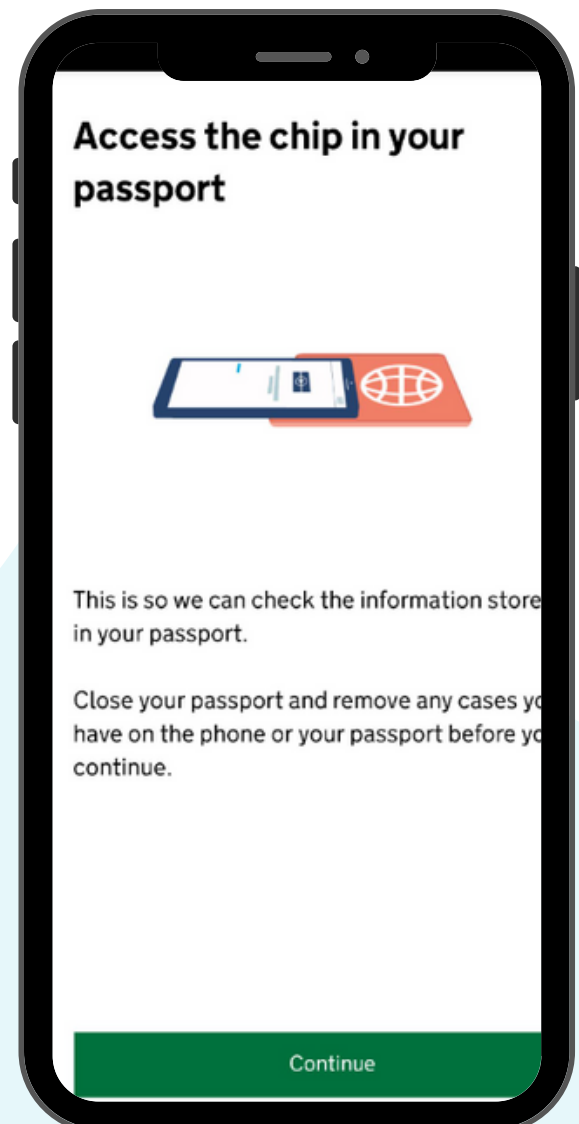 Access the chip in your
passport
This is so we can check the information store
in your passport.
Close your passport and remove any cases yo
have on the phone or your passport before yo
continue.
Continue